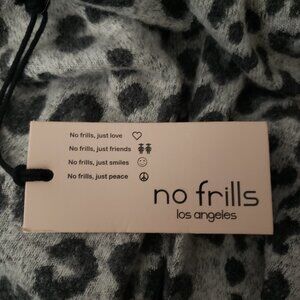 No frills, just love
No frills, just friends
No frills, just smiles
No frills, just peace
no frills
los angeles